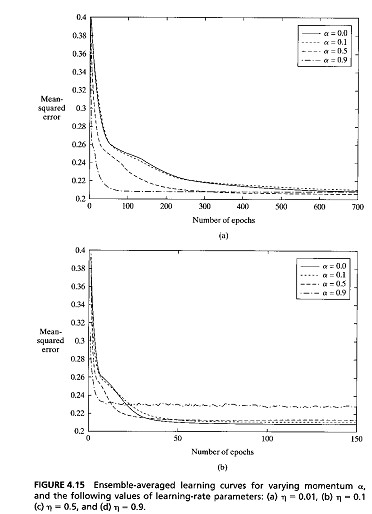 0.4
0.38
0.36
0.34
0.32
0.3
0.28
0.26
0.24
0.22
0.2
Mean-
squared
error
α = 0.0
α = 0.1
α = 0.5
α = 0.9
0 100 200 300 400 500 600 700
Number of epochs
(a)
0.4
0.38
0.36
0.34
0.32
0.3
0.28
0.26
0.24
0.22
0.2
Mean-
squared
error
α = 0.0
α = 0.1
α = 0.5
α = 0.9
0 50 100 150
Number of epochs
(b)
FIGURE 4.15 Ensemble-averaged learning curves for varying momentum α,
and the following values of learning-rate parameters: (a) η = 0.01, (b) η = 0.1
(c) η = 0.5, and (d) η = 0.9.